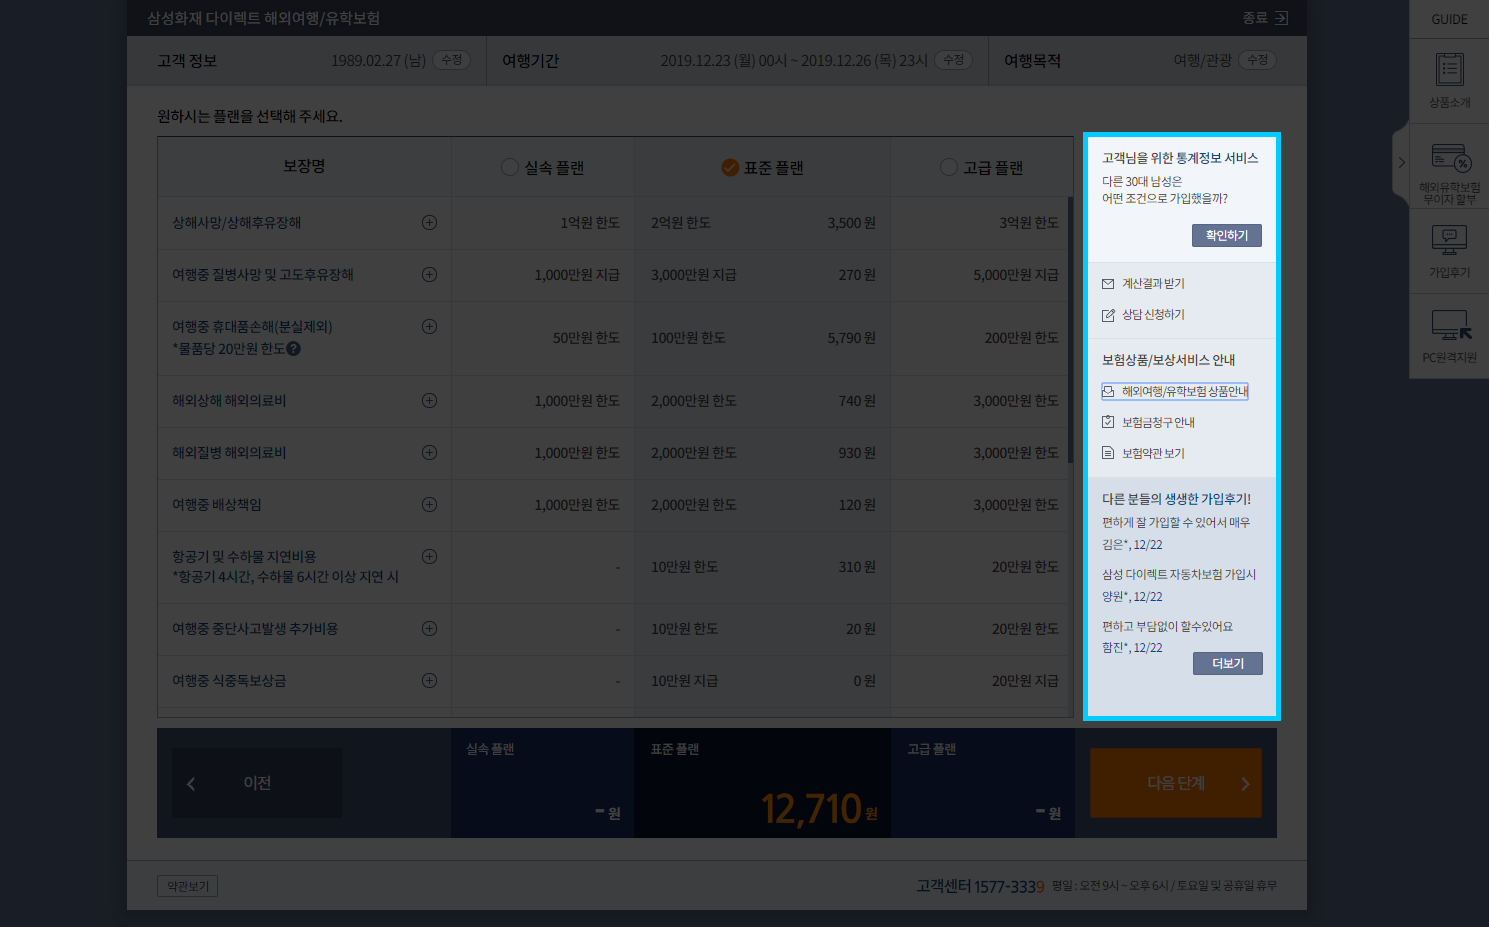 삼성화재 다이렉트 해외여행/유학보험
종료
고객 정보 1989.02.27 (남) 수정
여행기간 2019.12.23 (월) 00시 ~ 2019.12.26 (목) 23시 수정
여행목적 여행/관광 수정
원하시는 플랜을 선택해 주세요.
보장명 실속 플랜 표준 플랜 고급 플랜
상해사망/상해후유장해 1억원 한도 2억원 한도 3,500 원 3억원 한도
여행중 질병사망 및 고도후유장해 1,000만원 지급 3,000만원 지급 270 원 5,000만원 지급
여행중 휴대품손해(분실제외)
*물품당 20만원 한도 ? 50만원 한도 100만원 한도 5,790 원 200만원 한도
해외상해 해외의료비 1,000만원 한도 2,000만원 한도 740 원 3,000만원 한도
해외질병 해외의료비 1,000만원 한도 2,000만원 한도 930 원 3,000만원 한도
여행중 배상책임 1,000만원 한도 2,000만원 한도 120 원 3,000만원 한도
항공기 및 수하물 지연비용
*항공기 4시간, 수하물 6시간 이상 지연 시 - 10만원 한도 310 원 20만원 한도
여행중 중단사고발생 추가비용 - 10만원 한도 20 원 20만원 한도
여행중 식중독보상금 - 10만원 지급 0 원 20만원 지급
고객님을 위한 통계정보 서비스
다른 30대 남성은
어떤 조건으로 가입했을까?
확인하기
계산결과 받기
상담 신청하기
보험상품/보상서비스 안내
해외여행/유학보험 상품안내
보험금청구 안내
보험약관 보기
다른 분들의 생생한 가입후기!
편하게 잘 가입할 수 있어서 매우
김은*, 12/22
삼성 다이렉트 자동차보험 가입시
양원*, 12/22
편하고 부담없이 할수있어요
함진*, 12/22
더보기
이전
실속 플랜
- 원
표준 플랜
12,710 원
고급 플랜
- 원
다음 단계
약관보기
고객센터 1577-3339 평일 : 오전 9시 ~ 오후 6시 / 토요일 및 공휴일 휴무
GUIDE
상품소개
해외유학보험
무이자 할부
가입후기
PC원격지원